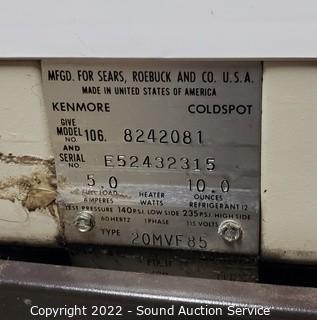 MFGD. FOR SEARS, ROEBUCK AND CO. U.S.A.
MADE IN UNITED STATES OF AMERICA
KENMORE COLDSPOT
GIVE
MODEL NO. 106. 8242081
AND
SERIAL NO. E52432315
5.0 10.0
FULL LOAD AMPERES HEATER WATTS OUNCES REFRIGERANT 12
TEST PRESSURE 140 PSI. LOW SIDE 235 PSI. HIGH SIDE
60 HERTZ 1 PHASE 115 VOLTS
TYPE 20MVF85
Copyright 2022 - Sound Auction Service